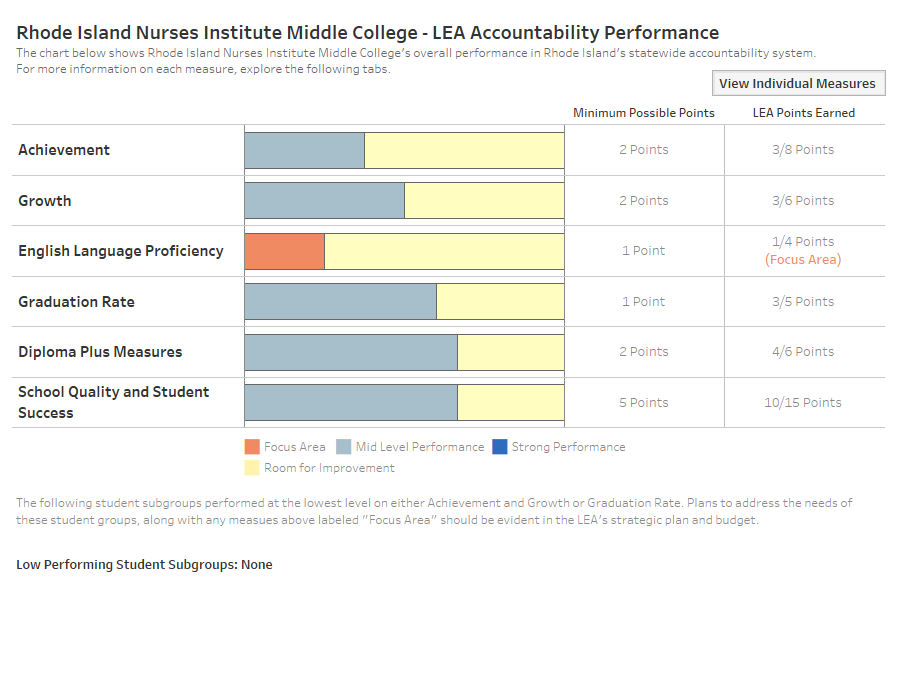 Rhode Island Nurses Institute Middle College - LEA Accountability Performance
The chart below shows Rhode Island Nurses Institute Middle College's overall performance in Rhode Island's statewide accountability system.
For more information on each measure, explore the following tabs.
View Individual Measures
Minimum Possible Points LEA Points Earned
Achievement 2 Points 3/8 Points
Growth 2 Points 3/6 Points
English Language Proficiency 1 Point 1/4 Points
(Focus Area)
Graduation Rate 1 Point 3/5 Points
Diploma Plus Measures 2 Points 4/6 Points
School Quality and Student
Success 5 Points 10/15 Points
Focus Area Mid Level Performance Strong Performance
Room for Improvement
The following student subgroups performed at the lowest level on either Achievement and Growth or Graduation Rate. Plans to address the needs of
these student groups, along with any measues above labeled "Focus Area" should be evident in the LEA's strategic plan and budget.
Low Performing Student Subgroups: None